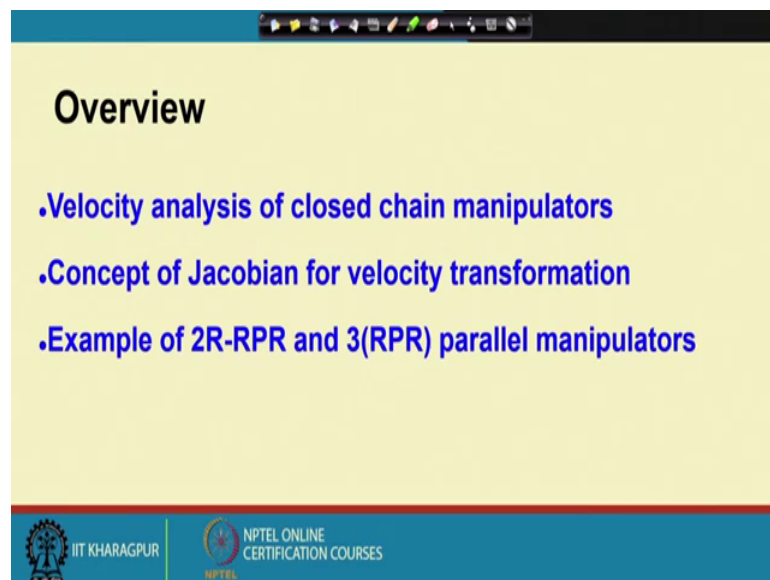 Overview
•Velocity analysis of closed chain manipulators
•Concept of Jacobian for velocity transformation
•Example of 2R-RPR and 3(RPR) parallel manipulators
IIT KHARAGPUR
NPTEL ONLINE
CERTIFICATION COURSES
NPTEL